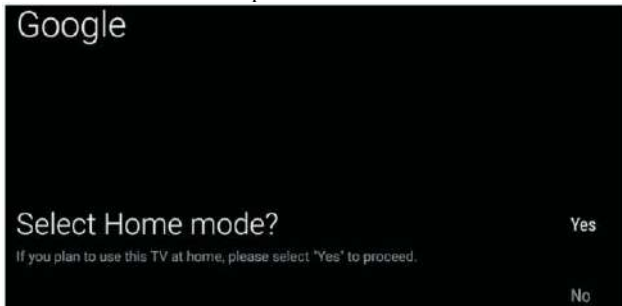 Google
Select Home mode?
Yes
If you plan to use this TV at home, please select "Yes" to proceed.
No